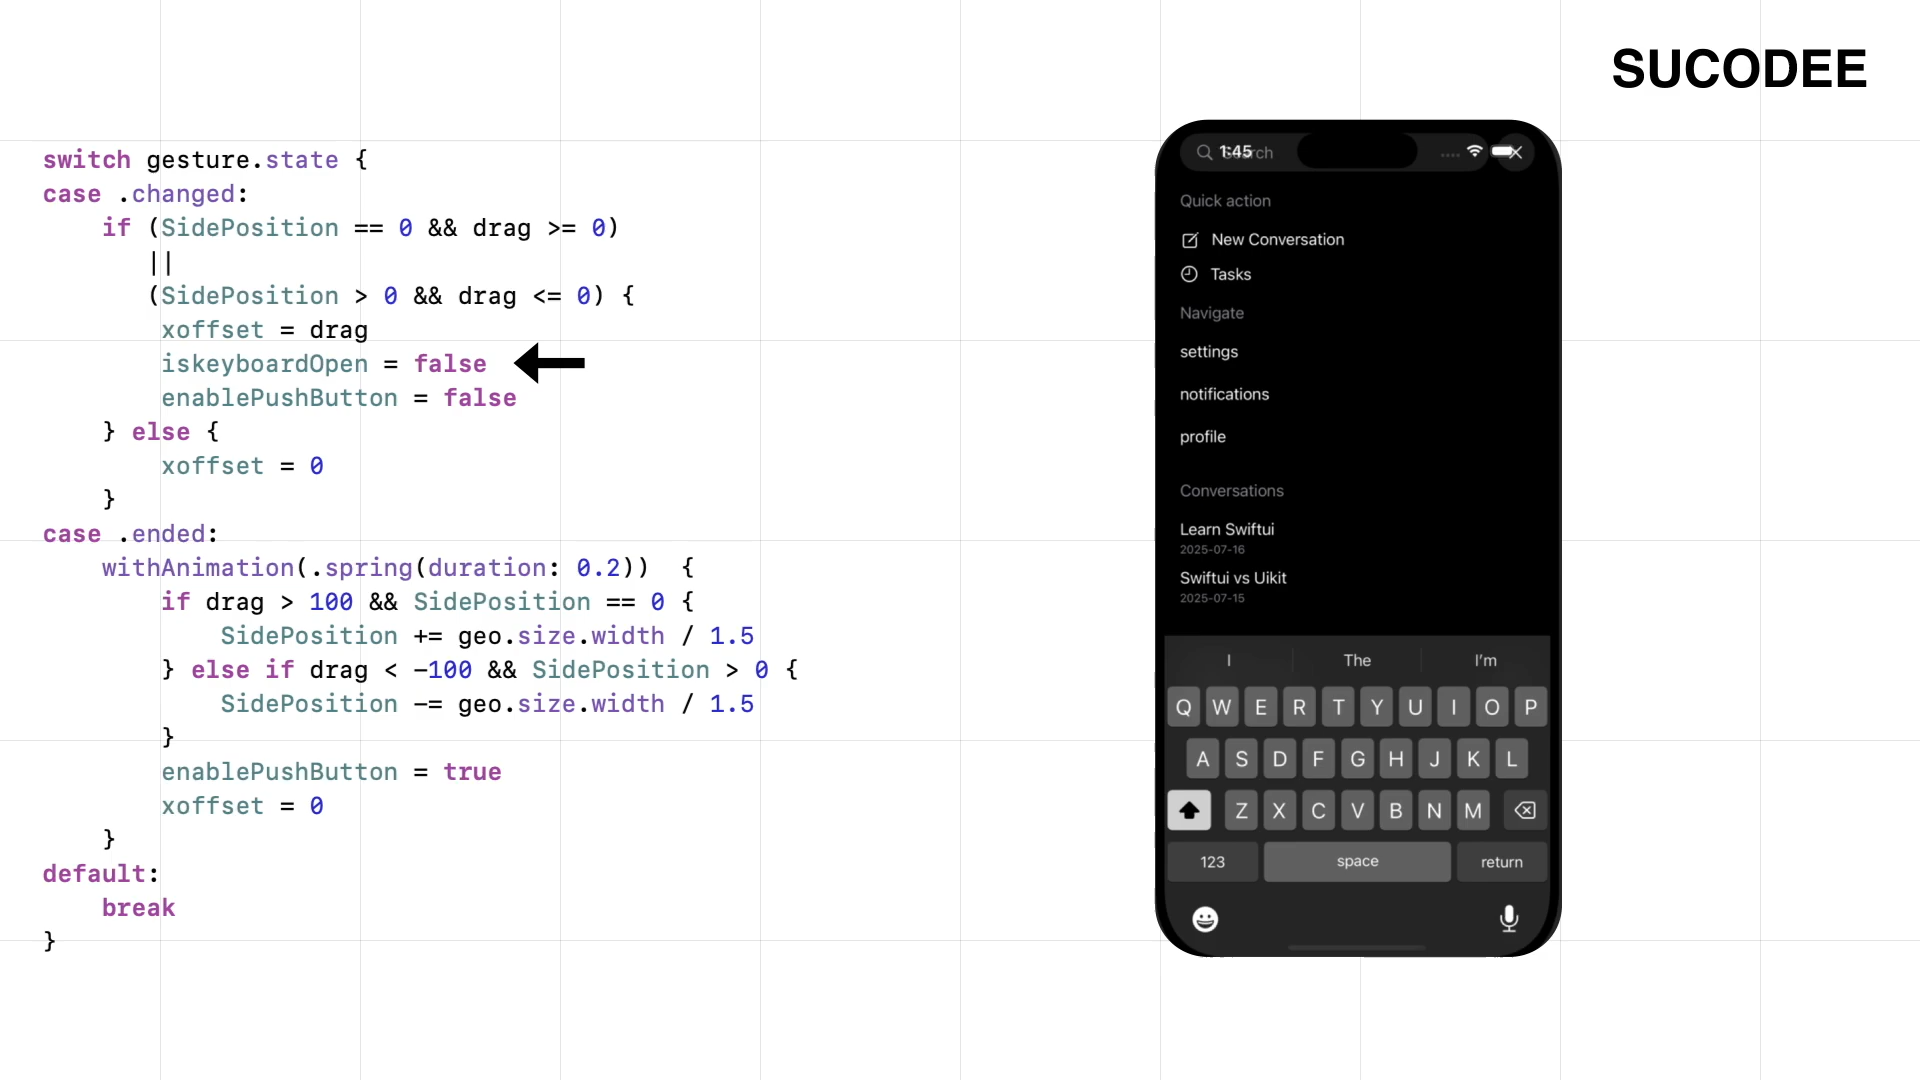 SUCODEE
switch gesture.state {
case .changed:
    if (SidePosition == 0 && drag >= 0)
       ||
       (SidePosition > 0 && drag <= 0) {
        xoffset = drag
        iskeyboardOpen = false
        enablePushButton = false
    } else {
        xoffset = 0
    }
case .ended:
    withAnimation(.spring(duration: 0.2))  {
        if drag > 100 && SidePosition == 0 {
            SidePosition += geo.size.width / 1.5
        } else if drag < -100 && SidePosition > 0 {
            SidePosition -= geo.size.width / 1.5
        }
        enablePushButton = true
        xoffset = 0
    }
default:
    break
}
1:45
Search
Quick action
New Conversation
Tasks
Navigate
settings
notifications
profile
Conversations
Learn Swiftui
2025-07-16
Swiftui vs Uikit
2025-07-15
I The I'm
Q W E R T Y U I O P
A S D F G H J K L
Z X C V B N M
123 space return